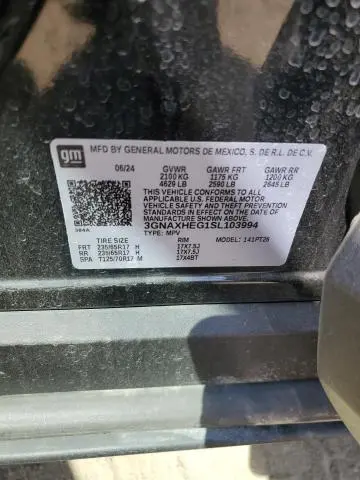 gm MFD BY GENERAL MOTORS DE MEXICO, S. DE R.L. DE C.V.
06/24 GVWR GAWR FRT GAWR RR
2100 KG 1175 KG 1200 KG
4629 LB 2590 LB 2645 LB
THIS VEHICLE CONFORMS TO ALL
APPLICABLE U.S. FEDERAL MOTOR
VEHICLE SAFETY AND THEFT PREVENTION
STANDARDS IN EFFECT ON THE DATE OF
MANUFACTURE SHOWN ABOVE.
3GNAXHEG1SL103994
384A TYPE: MPV MODEL: 141PT26
TIRE SIZE RIM
FRT 235/65R17 H 17X7.5J
RR 235/65R17 H 17X7.5J
SPA T125/70R17 M 17X4BT